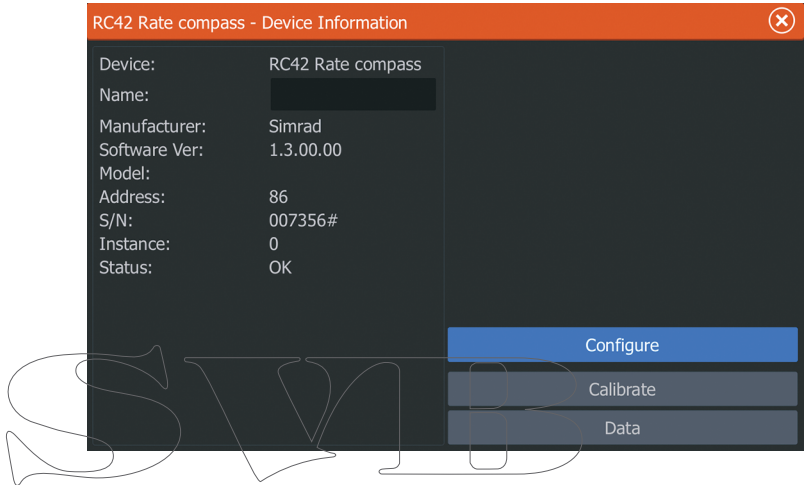 RC42 Rate compass - Device Information
Device: RC42 Rate compass
Name:
Manufacturer: Simrad
Software Ver: 1.3.00.00
Model:
Address: 86
S/N: 007356#
Instance: 0
Status: OK
Configure
Calibrate
Data
SVB